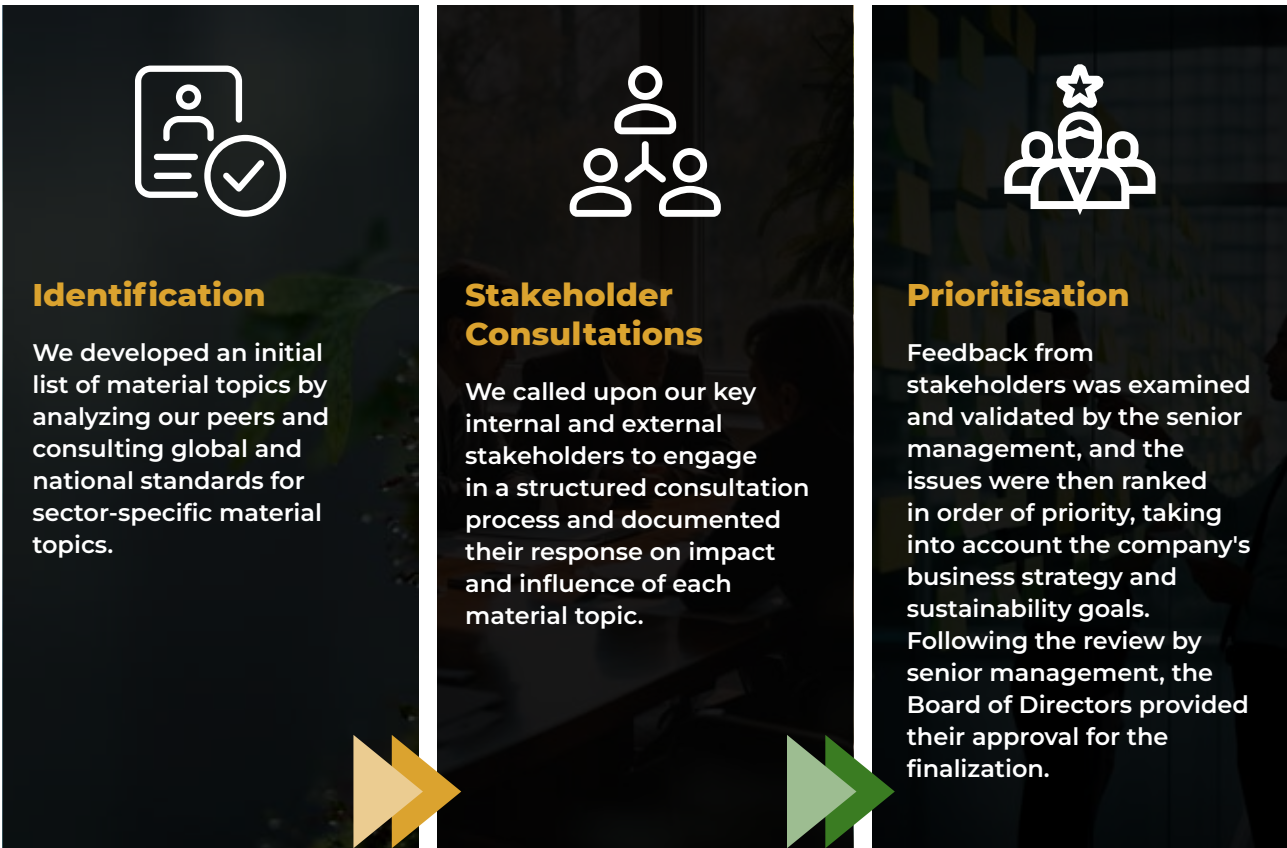 Identification
We developed an initial
list of material topics by
analyzing our peers and
consulting global and
national standards for
sector-specific material
topics.
Stakeholder
Consultations
We called upon our key
internal and external
stakeholders to engage
in a structured consultation
process and documented
their response on impact
and influence of each
material topic.
Prioritisation
Feedback from
stakeholders was examined
and validated by the senior
management, and the
issues were then ranked
in order of priority, taking
into account the company's
business strategy and
sustainability goals.
Following the review by
senior management, the
Board of Directors provided
their approval for the
finalization.